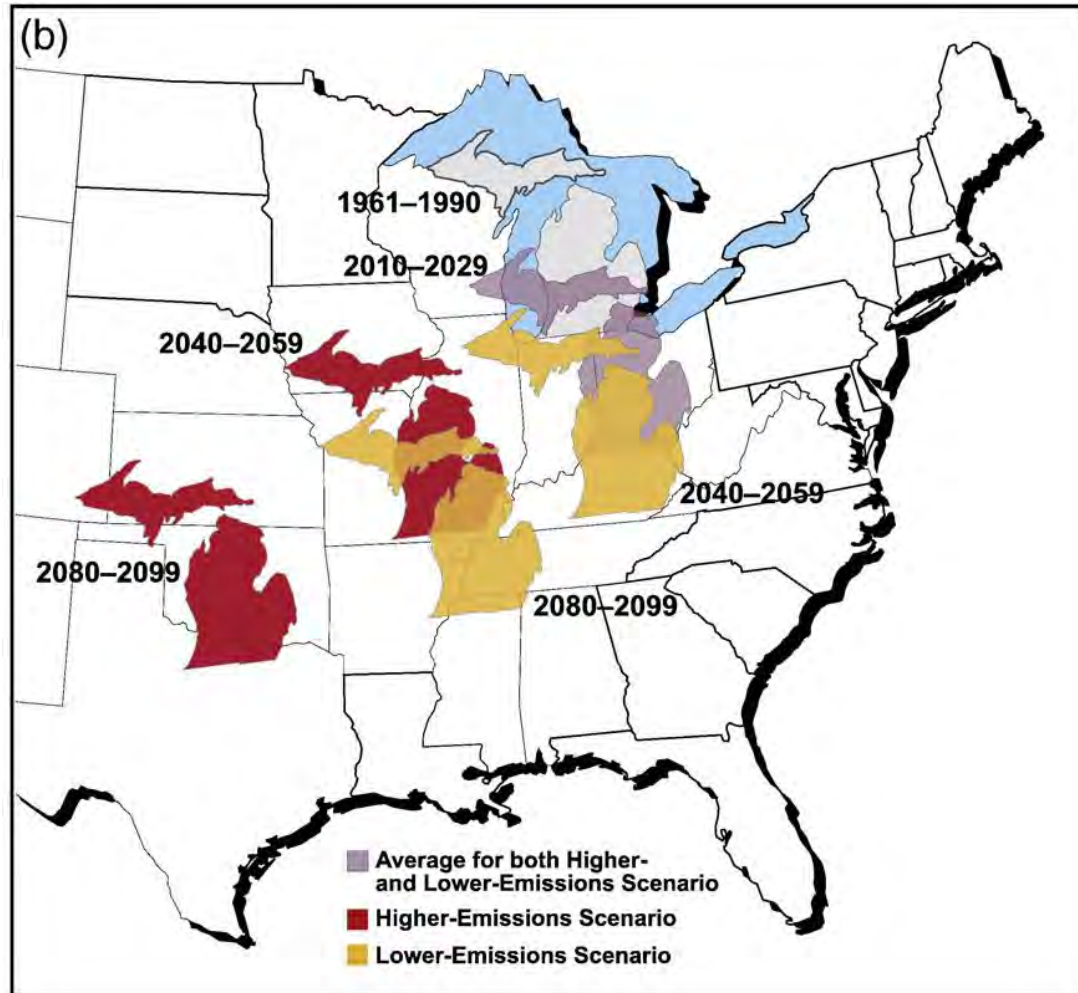 (b)
1961–1990
2010–2029
2040–2059
2040–2059
2080–2099
2080–2099
Average for both Higher-
and Lower-Emissions Scenario
Higher-Emissions Scenario
Lower-Emissions Scenario